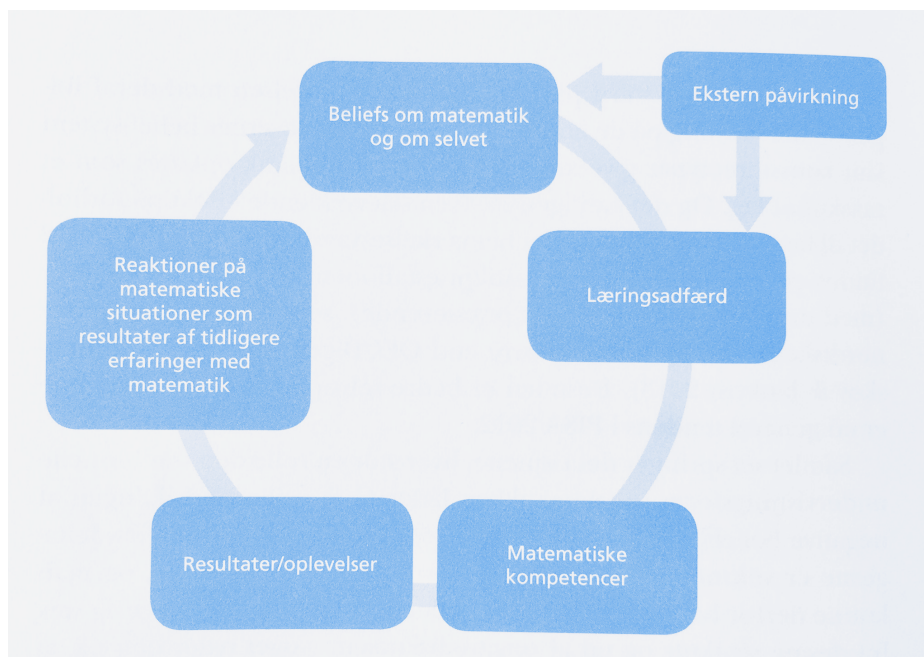 Beliefs om matematik
og om selvet
Ekstern påvirkning
Læringsadfærd
Matematiske
kompetencer
Resultater/oplevelser
Reaktioner på
matematiske
situationer som
resultater af tidligere
erfaringer med
matematik